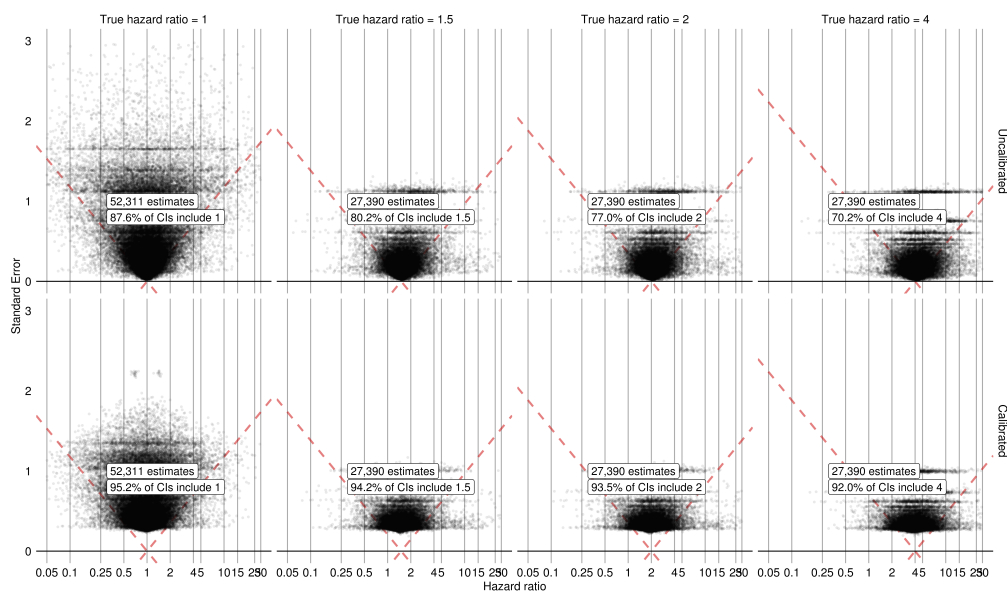 True hazard ratio = 1
True hazard ratio = 1.5
True hazard ratio = 2
True hazard ratio = 4
3
2
1
0
52,311 estimates
87.6% of CIs include 1
27,390 estimates
80.2% of CIs include 1.5
27,390 estimates
77.0% of CIs include 2
27,390 estimates
70.2% of CIs include 4
Uncalibrated
Standard Error
3
2
1
0
52,311 estimates
95.2% of CIs include 1
27,390 estimates
94.2% of CIs include 1.5
27,390 estimates
93.5% of CIs include 2
27,390 estimates
92.0% of CIs include 4
Calibrated
0.05 0.1 0.25 0.5 1 2 4 5 10 15 25 30
0.05 0.1 0.25 0.5 1 2 4 5 10 15 25 30
0.05 0.1 0.25 0.5 1 2 4 5 10 15 25 30
0.05 0.1 0.25 0.5 1 2 4 5 10 15 25 30
Hazard ratio